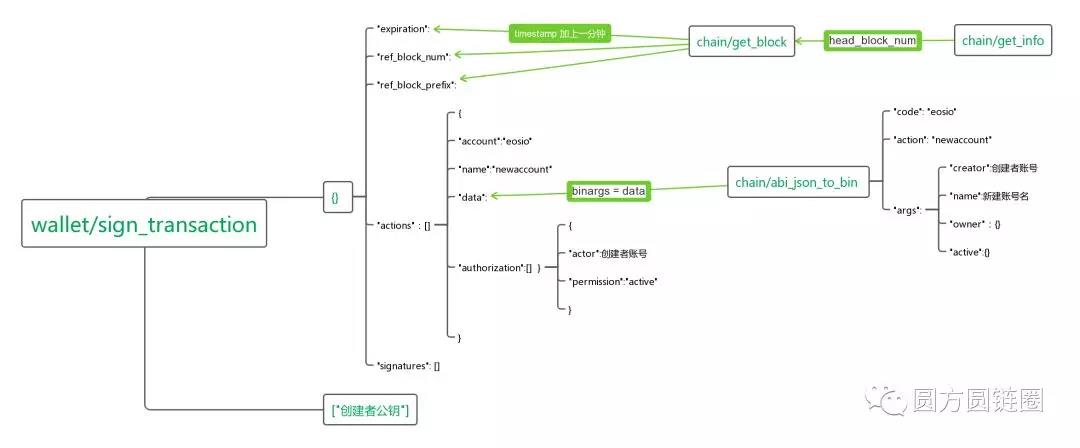 wallet/sign_transaction
{}
"expiration":
timestamp 加上一分钟
chain/get_block
head_block_num
chain/get_info
"ref_block_num":
"ref_block_prefix":
"actions" : []
{
"account":"eosio"
"name":"newaccount"
"data":
binargs = data
chain/abi_json_to_bin
"code": "eosio"
"action": "newaccount"
"args":
"creator":创建者账号
"name":新建账号名
"owner" : {}
"active":{}
"authorization":[] }
{
"actor":创建者账号
"permission":"active"
}
}
"signatures": []
["创建者公钥"]
圆方圆链圈